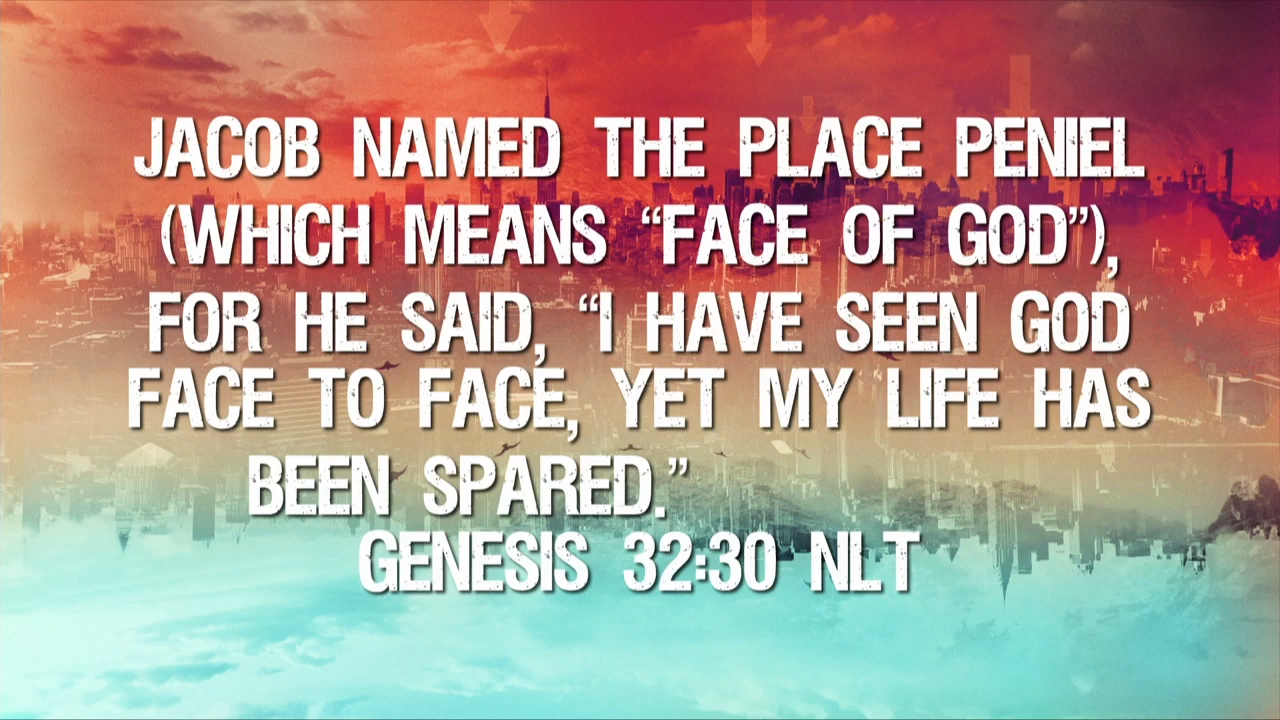 JACOB NAMED THE PLACE PENIEL
(WHICH MEANS “FACE OF GOD”),
FOR HE SAID, “I HAVE SEEN GOD
FACE TO FACE, YET MY LIFE HAS
BEEN SPARED.”
GENESIS 32:30 NLT